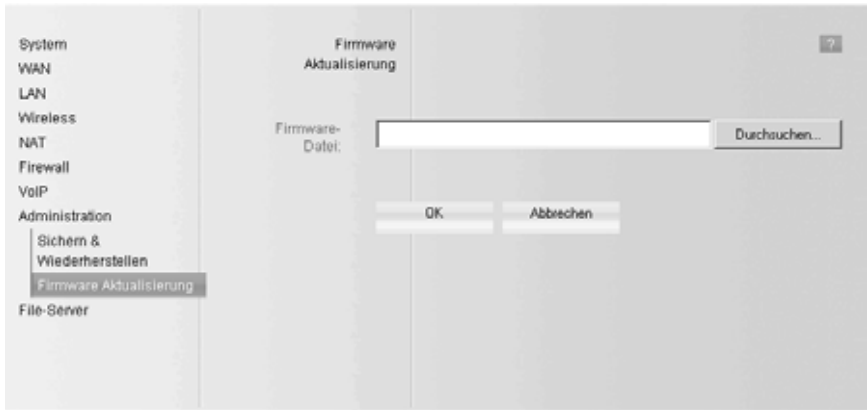 System
WAN
LAN
Wireless
NAT
Firewall
VoIP
Administration
Sichern &
Wiederherstellen
Firmware Aktualisierung
File-Server
Firmware
Aktualisierung
?
Firmware-
Datei:
Durchsuchen...
OK
Abbrechen